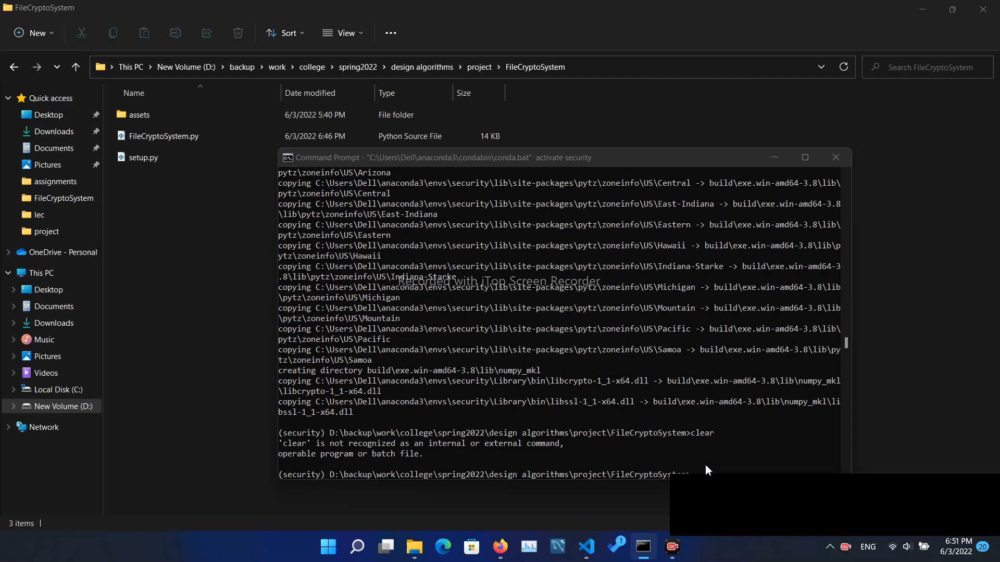 FileCryptoSystem
New
Sort
View
This PC
New Volume (D:)
backup
work
college
spring2022
design algorithms
project
FileCryptoSystem
Search FileCryptoSystem
Name
Date modified
Type
Size
assets
6/3/2022 5:40 PM
File folder
FileCryptoSystem.py
6/3/2022 6:46 PM
Python Source File
14 KB
setup.py
Quick access
Desktop
Downloads
Documents
Pictures
assignments
FileCryptoSystem
lec
project
OneDrive - Personal
This PC
Desktop
Documents
Downloads
Music
Pictures
Videos
Local Disk (C:)
New Volume (D:)
Network
3 items
Command Prompt - "C:\Users\Dell\anaconda3\condabin\conda.bat" activate security
pytz\zoneinfo\US\Arizona
copying C:\Users\Dell\anaconda3\envs\security\lib\site-packages\pytz\zoneinfo\US\Central -> build\exe.win-amd64-3.8\lib\
pytz\zoneinfo\US\Central
copying C:\Users\Dell\anaconda3\envs\security\lib\site-packages\pytz\zoneinfo\US\East-Indiana -> build\exe.win-amd64-3.8
\lib\pytz\zoneinfo\US\East-Indiana
copying C:\Users\Dell\anaconda3\envs\security\lib\site-packages\pytz\zoneinfo\US\Eastern -> build\exe.win-amd64-3.8\lib\
pytz\zoneinfo\US\Eastern
copying C:\Users\Dell\anaconda3\envs\security\lib\site-packages\pytz\zoneinfo\US\Hawaii -> build\exe.win-amd64-3.8\lib\p
ytz\zoneinfo\US\Hawaii
copying C:\Users\Dell\anaconda3\envs\security\lib\site-packages\pytz\zoneinfo\US\Indiana-Starke -> build\exe.win-amd64-3
.8\lib\pytz\zoneinfo\US\Indiana-Starke
Recorded with iTop Screen Recorder
copying C:\Users\Dell\anaconda3\envs\security\lib\site-packages\pytz\zoneinfo\US\Michigan -> build\exe.win-amd64-3.8\lib
\pytz\zoneinfo\US\Michigan
copying C:\Users\Dell\anaconda3\envs\security\lib\site-packages\pytz\zoneinfo\US\Mountain -> build\exe.win-amd64-3.8\lib
\pytz\zoneinfo\US\Mountain
copying C:\Users\Dell\anaconda3\envs\security\lib\site-packages\pytz\zoneinfo\US\Pacific -> build\exe.win-amd64-3.8\lib\
pytz\zoneinfo\US\Pacific
copying C:\Users\Dell\anaconda3\envs\security\lib\site-packages\pytz\zoneinfo\US\Samoa -> build\exe.win-amd64-3.8\lib\py
tz\zoneinfo\US\Samoa
creating directory build\exe.win-amd64-3.8\lib\numpy_mkl
copying C:\Users\Dell\anaconda3\envs\security\Library\bin\libcrypto-1_1-x64.dll -> build\exe.win-amd64-3.8\lib\numpy_mkl
\libcrypto-1_1-x64.dll
copying C:\Users\Dell\anaconda3\envs\security\Library\bin\libssl-1_1-x64.dll -> build\exe.win-amd64-3.8\lib\numpy_mkl\li
bssl-1_1-x64.dll
(security) D:\backup\work\college\spring2022\design algorithms\project\FileCryptoSystem>clear
'clear' is not recognized as an internal or external command,
operable program or batch file.
(security) D:\backup\work\college\spring2022\design algorithms\project\FileCryptoSystem>
1
ENG
6:51 PM
6/3/2022
20